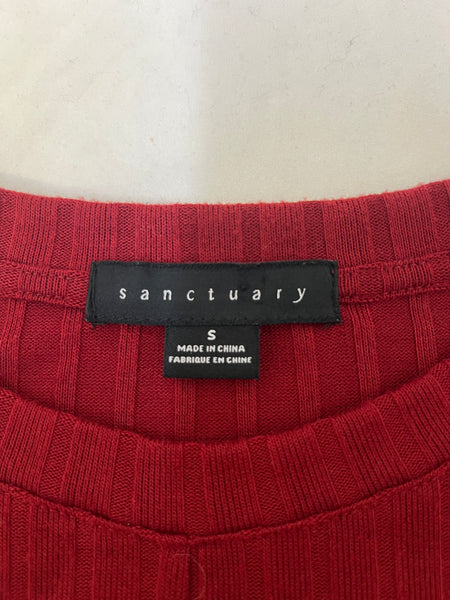 sanctuary
S
MADE IN CHINA
FABRIQUE EN CHINE